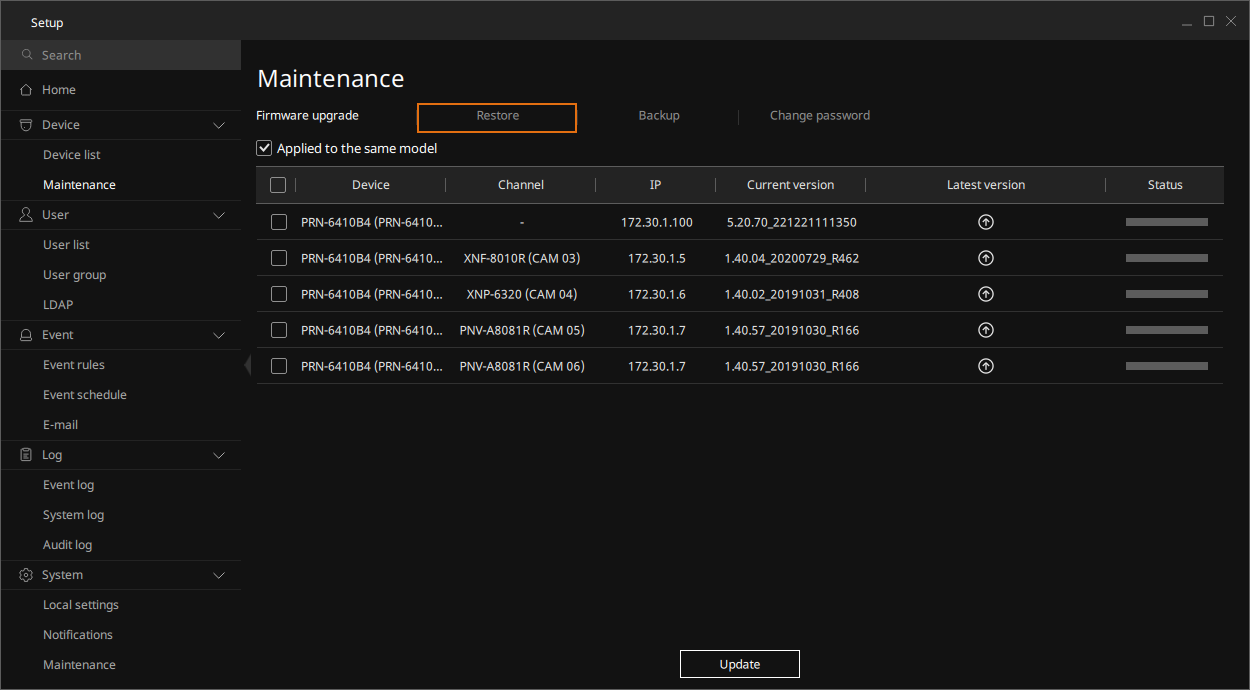 Setup
Search
Home
Device
Device list
Maintenance
User
User list
User group
LDAP
Event
Event rules
Event schedule
E-mail
Log
Event log
System log
Audit log
System
Local settings
Notifications
Maintenance
Maintenance
Firmware upgrade Restore Backup Change password
Applied to the same model
Device Channel IP Current version Latest version Status
PRN-6410B4 (PRN-6410... - 172.30.1.100 5.20.70_221221111350
PRN-6410B4 (PRN-6410... XNF-8010R (CAM 03) 172.30.1.5 1.40.04_20200729_R462
PRN-6410B4 (PRN-6410... XNP-6320 (CAM 04) 172.30.1.6 1.40.02_20191031_R408
PRN-6410B4 (PRN-6410... PNV-A8081R (CAM 05) 172.30.1.7 1.40.57_20191030_R166
PRN-6410B4 (PRN-6410... PNV-A8081R (CAM 06) 172.30.1.7 1.40.57_20191030_R166
Update